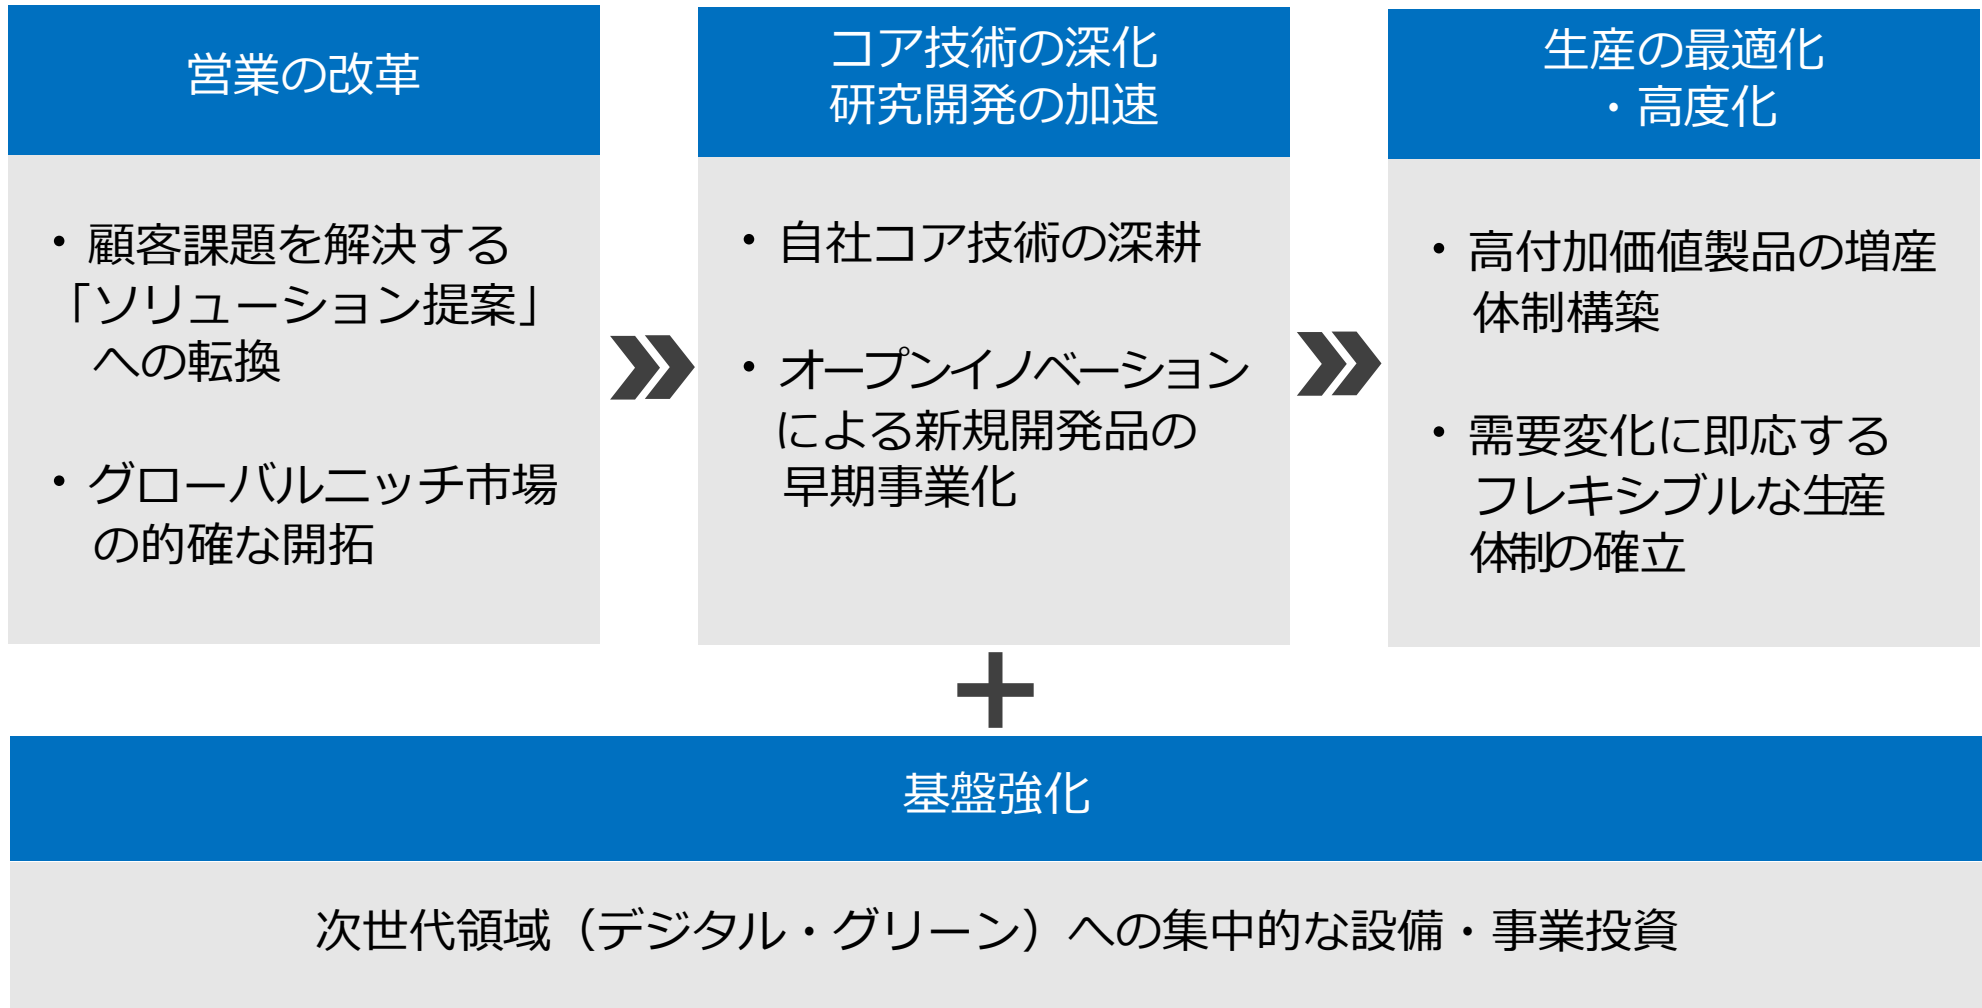 営業の改革
・顧客課題を解決する
「ソリューション提案」
への転換
・グローバルニッチ市場
の的確な開拓
コア技術の深化
研究開発の加速
・自社コア技術の深耕
・オープンイノベーション
による新規開発品の
早期事業化
生産の最適化
・高度化
・高付加価値製品の増産
体制構築
・需要変化に即応する
フレキシブルな生産
体制の確立
基盤強化
次世代領域（デジタル・グリーン）への集中的な設備・事業投資